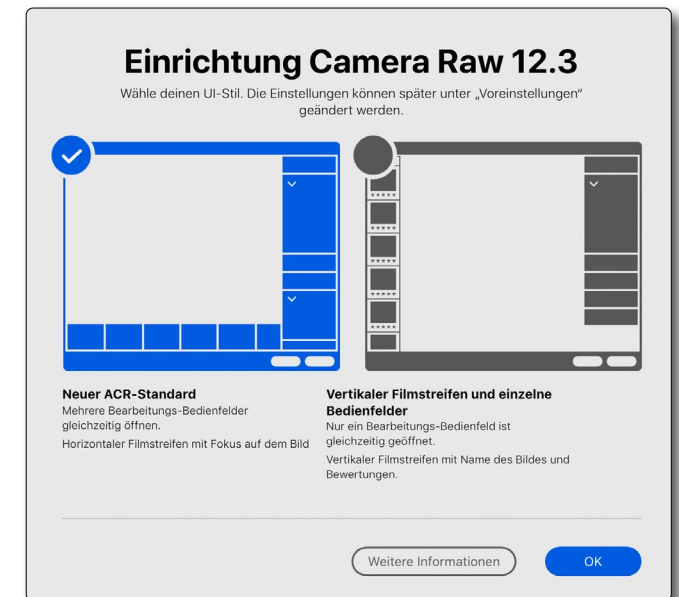 Einrichtung Camera Raw 12.3
Wähle deinen UI-Stil. Die Einstellungen können später unter „Voreinstellungen“
geändert werden.
Neuer ACR-Standard
Mehrere Bearbeitungs-Bedienfelder
gleichzeitig öffnen.
Horizontaler Filmstreifen mit Fokus auf dem Bild
Vertikaler Filmstreifen und einzelne
Bedienfelder
Nur ein Bearbeitungs-Bedienfeld ist
gleichzeitig geöffnet.
Vertikaler Filmstreifen mit Name des Bildes und
Bewertungen.
Weitere Informationen
OK